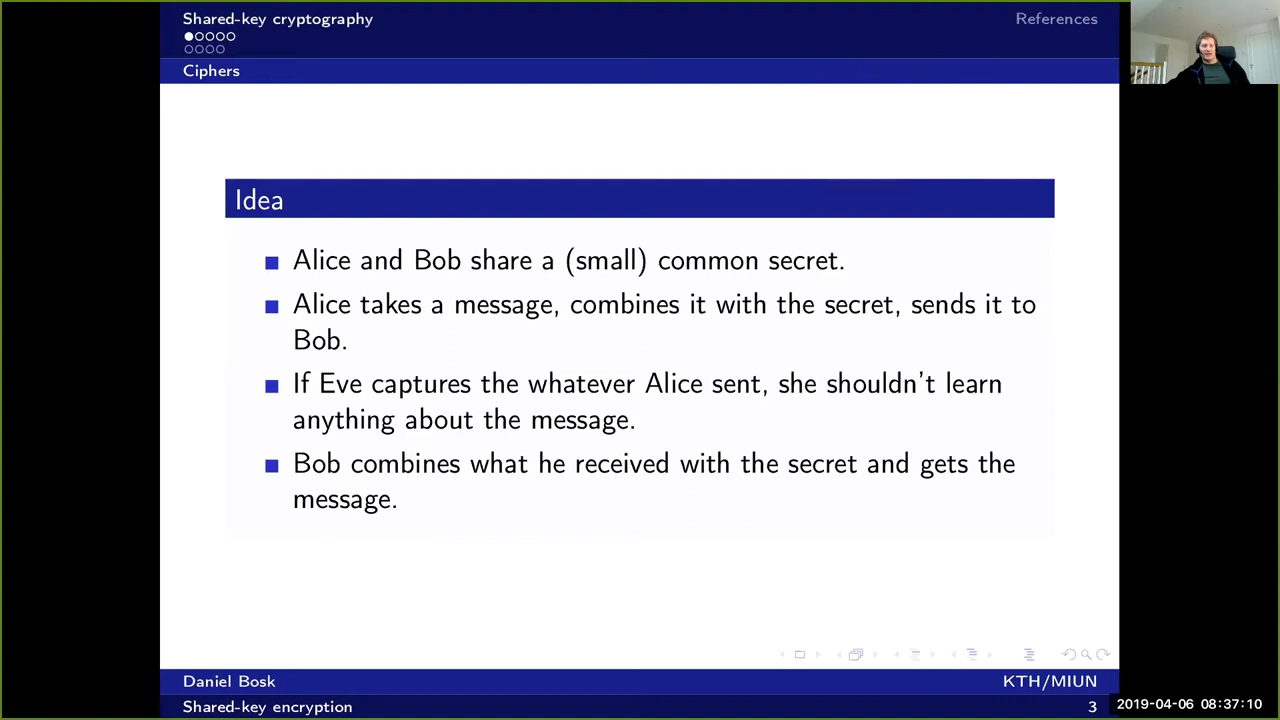 Shared-key cryptography
References
Ciphers
Idea
Alice and Bob share a (small) common secret.
Alice takes a message, combines it with the secret, sends it to
Bob.
If Eve captures the whatever Alice sent, she shouldn't learn
anything about the message.
Bob combines what he received with the secret and gets the
message.
Daniel Bosk
KTH/MIUN
Shared-key encryption
3
2019-04-06 08:37:10